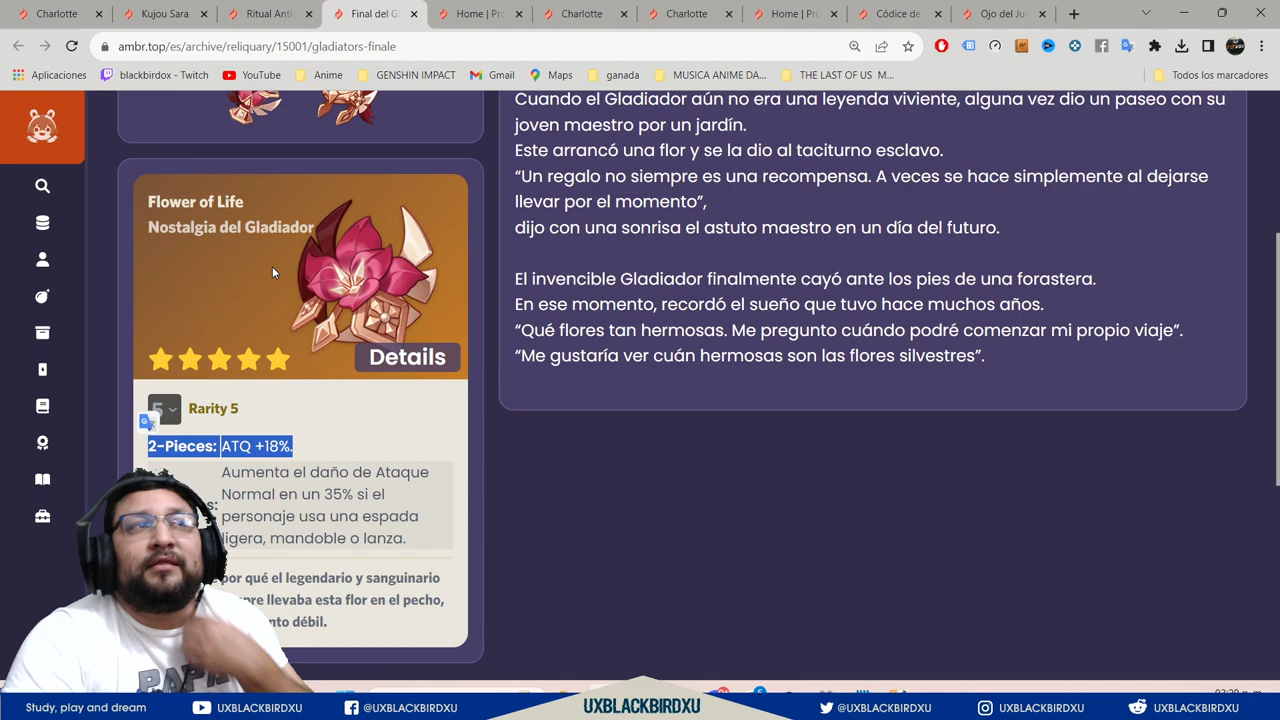 Charlotte
Kujou Sara
Ritual Anti
Final del G
Home | Pro
Charlotte
Charlotte
Home | Pro
Códice de
Ojo del Ju
ambr.top/es/archive/reliquary/15001/gladiators-finale
Aplicaciones
blackbirdox - Twitch
YouTube
Anime
GENSHIN IMPACT
Gmail
Maps
ganada
MUSICA ANIME DA...
THE LAST OF US M...
Todos los marcadores
Flower of Life
Nostalgia del Gladiador
Details
5
Rarity 5
2-Pieces: ATQ +18%.
Aumenta el daño de Ataque
Normal en un 35% si el
personaje usa una espada
ligera, mandoble o lanza.
por qué el legendario y sanguinario
pre llevaba esta flor en el pecho,
nto débil.
Cuando el Gladiador aún no era una leyenda viviente, alguna vez dio un paseo con su
joven maestro por un jardín.
Este arrancó una flor y se la dio al taciturno esclavo.
“Un regalo no siempre es una recompensa. A veces se hace simplemente al dejarse
llevar por el momento”,
dijo con una sonrisa el astuto maestro en un día del futuro.
El invencible Gladiador finalmente cayó ante los pies de una forastera.
En ese momento, recordó el sueño que tuvo hace muchos años.
“Qué flores tan hermosas. Me pregunto cuándo podré comenzar mi propio viaje”.
“Me gustaría ver cuán hermosas son las flores silvestres”.
Study, play and dream
UXBLACKBIRDXU
@UXBLACKBIRDXU
UXBLACKBIRDXU
@UXBLACKBIRDXU
UXBLACKBIRDXU
UXBLACKBIRDXU